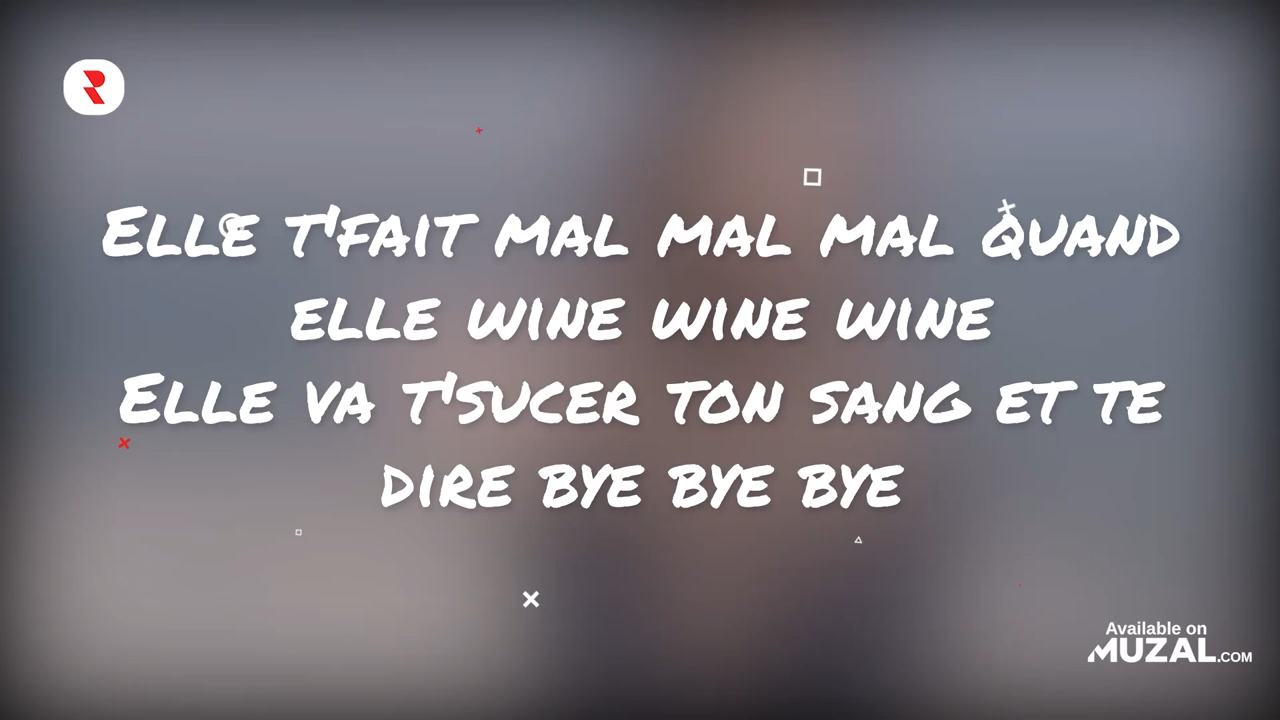 Elle t'fait mal mal mal Quand
elle wine wine wine
Elle va t'sucer ton sang et te
dire bye bye bye
Available on
MUZAL.COM